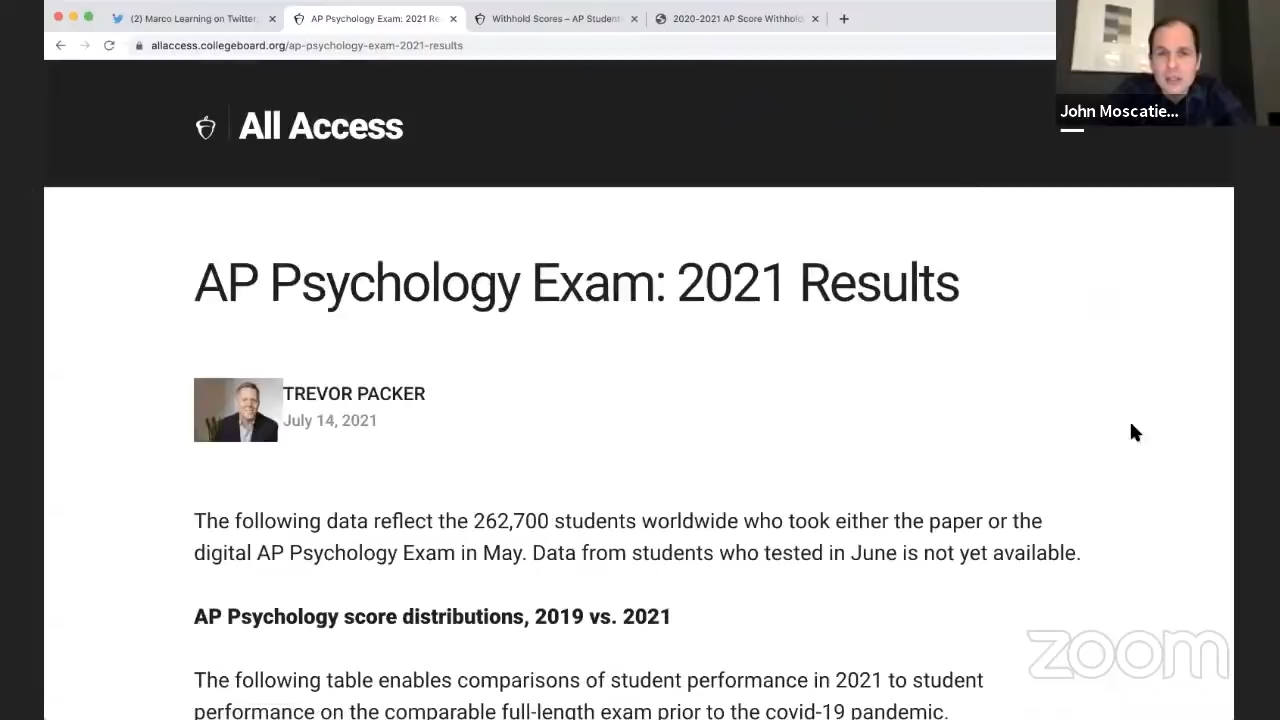 (2) Marco Learning on Twitter
AP Psychology Exam: 2021 Re
Withhold Scores – AP Student
2020-2021 AP Score Withhold
allaccess.collegeboard.org/ap-psychology-exam-2021-results
John Moscatie...
All Access
AP Psychology Exam: 2021 Results
TREVOR PACKER
July 14, 2021
The following data reflect the 262,700 students worldwide who took either the paper or the
digital AP Psychology Exam in May. Data from students who tested in June is not yet available.
AP Psychology score distributions, 2019 vs. 2021
The following table enables comparisons of student performance in 2021 to student
performance on the comparable full-length exam prior to the covid-19 pandemic.
zoom